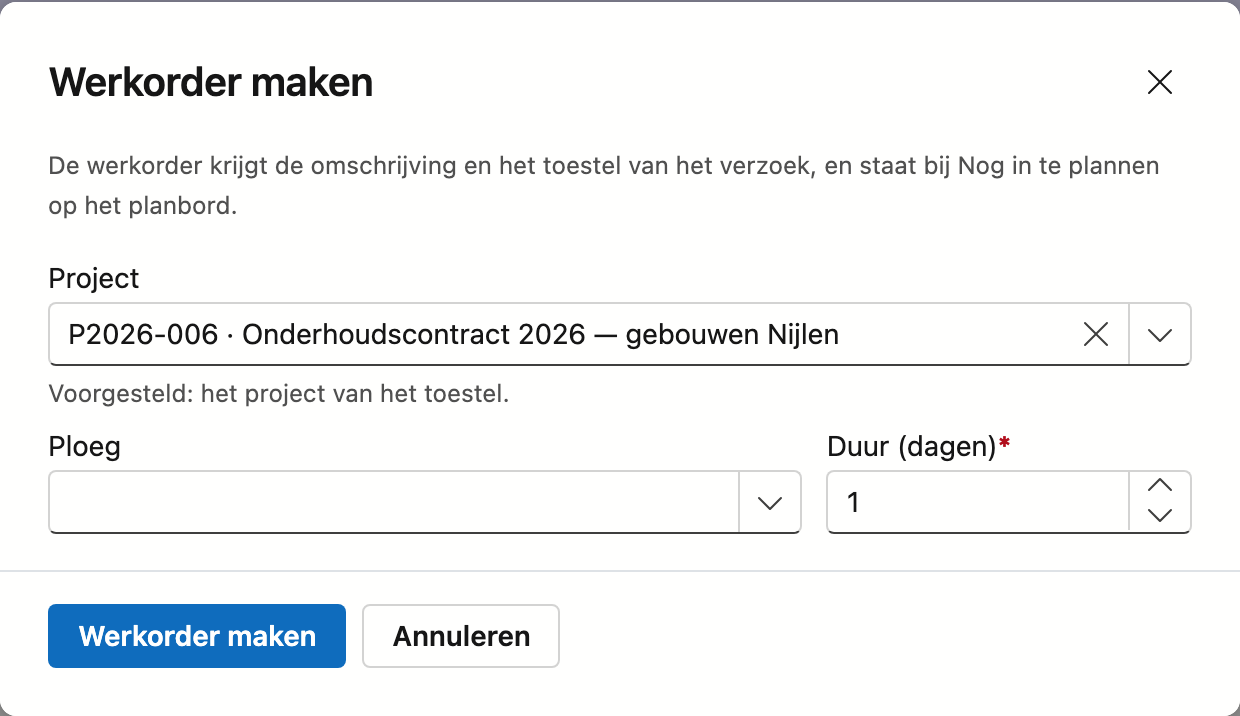 Werkorder maken
De werkorder krijgt de omschrijving en het toestel van het verzoek, en staat bij Nog in te plannen
op het planbord.
Project
P2026-006 · Onderhoudscontract 2026 — gebouwen Nijlen
Voorgesteld: het project van het toestel.
Ploeg
Duur (dagen)*
1
Werkorder maken
Annuleren